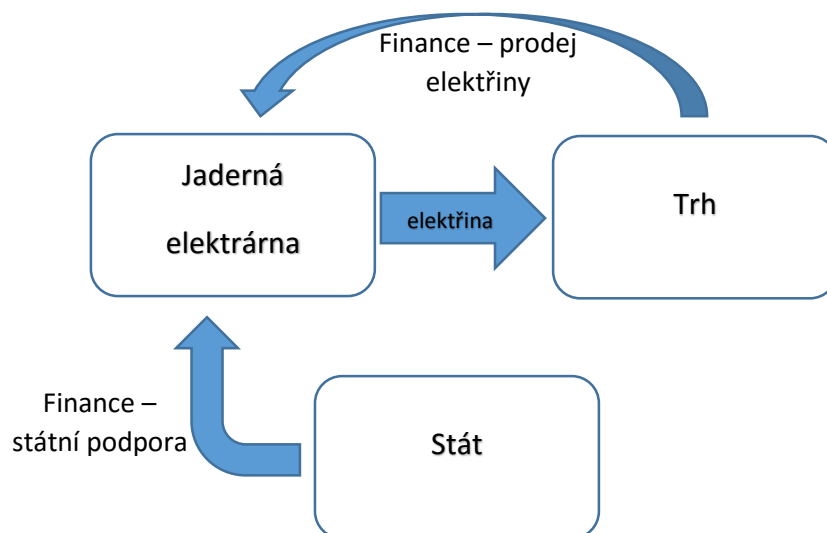 Finance – prodej
elektřiny
Jaderná
elektrárna
elektřina
Trh
Finance –
státní podpora
Stát